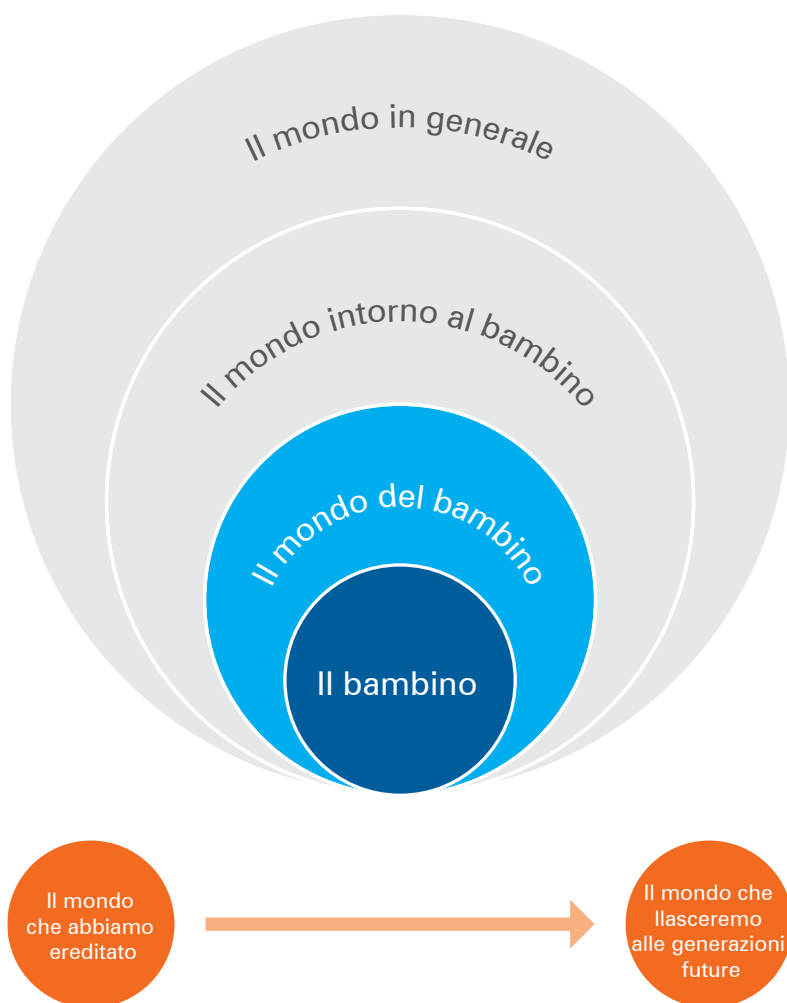 Il mondo in generale
Il mondo intorno al bambino
Il mondo del bambino
Il bambino
Il mondo
che abbiamo
ereditato
Il mondo che
llasceremo
alle generazioni
future